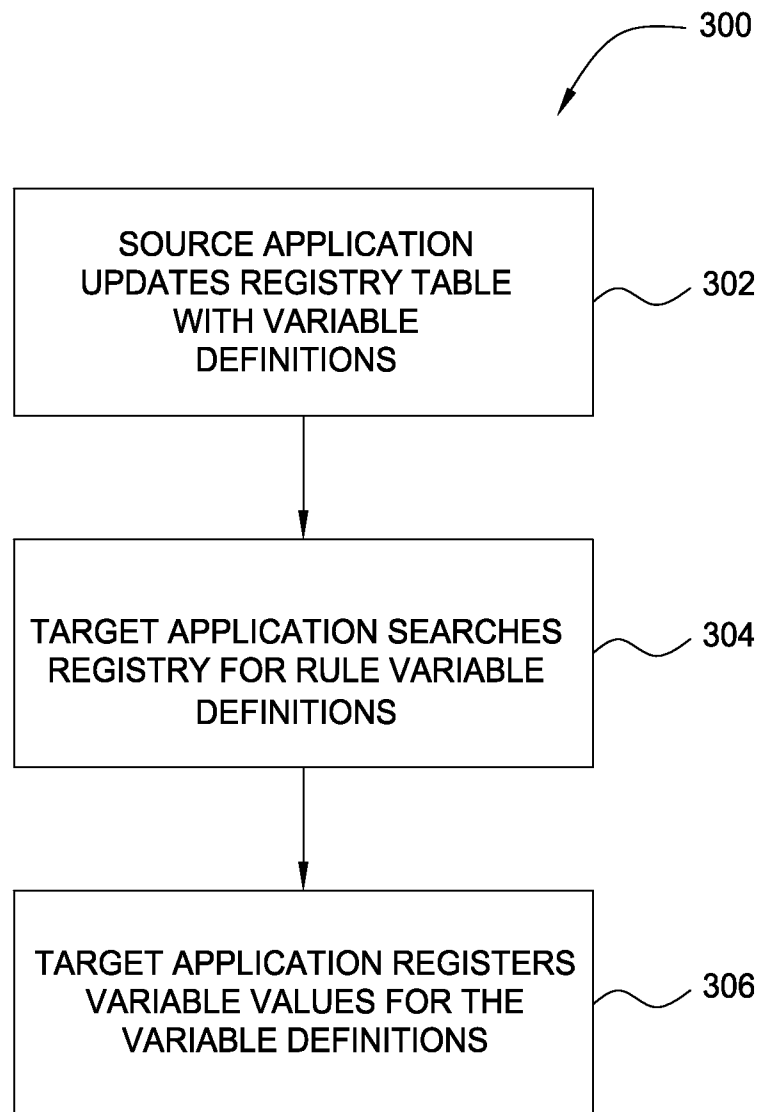 300
SOURCE APPLICATION
UPDATES REGISTRY TABLE
WITH VARIABLE
DEFINITIONS
302
TARGET APPLICATION SEARCHES
REGISTRY FOR RULE VARIABLE
DEFINITIONS
304
TARGET APPLICATION REGISTERS
VARIABLE VALUES FOR THE
VARIABLE DEFINITIONS
306